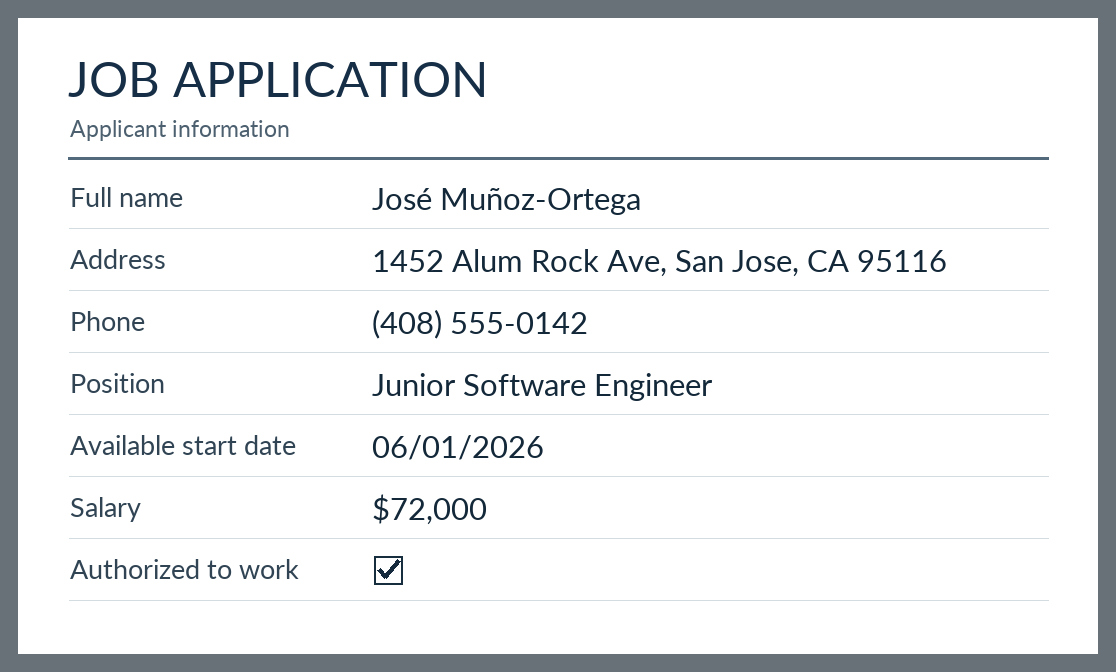 JOB APPLICATION
Applicant information
Full name José Muñoz-Ortega
Address 1452 Alum Rock Ave, San Jose, CA 95116
Phone (408) 555-0142
Position Junior Software Engineer
Available start date 06/01/2026
Salary $72,000
Authorized to work ☑